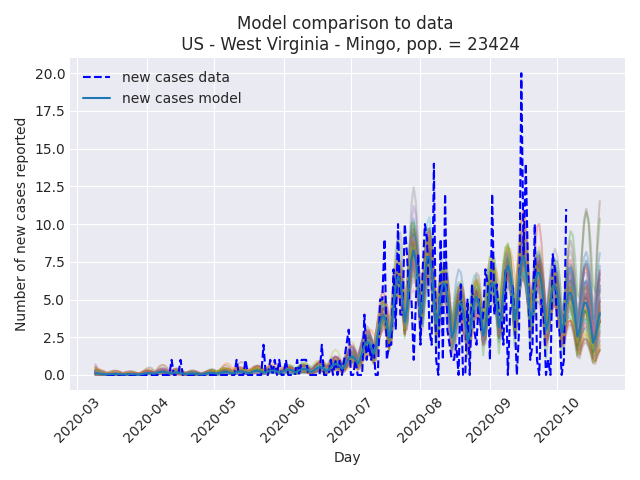 Model comparison to data
US - West Virginia - Mingo, pop. = 23424
20.0
17.5
15.0
12.5
10.0
7.5
5.0
2.5
0.0
Number of new cases reported
new cases data
new cases model
2020-03
2020-04
2020-05
2020-06
2020-07
2020-08
2020-09
2020-10
Day